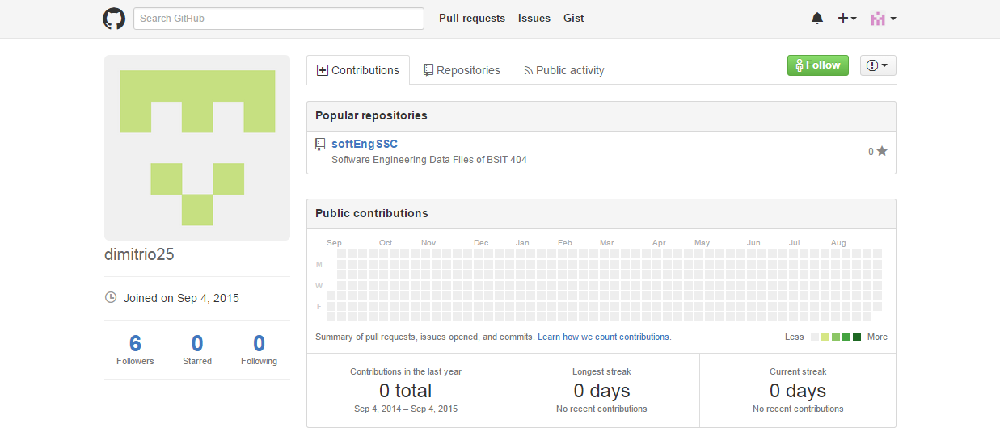 Search GitHub Pull requests Issues Gist
Contributions Repositories Public activity Follow
Popular repositories
softEngSSC
Software Engineering Data Files of BSIT 404
0
dimitrio25
Joined on Sep 4, 2015
6 0 0
Followers Starred Following
Public contributions
Sep Oct Nov Dec Jan Feb Mar Apr May Jun Jul Aug
M
W
F
Summary of pull requests, issues opened, and commits. Learn how we count contributions. Less More
Contributions in the last year Longest streak Current streak
0 total 0 days 0 days
Sep 4, 2014 – Sep 4, 2015 No recent contributions No recent contributions